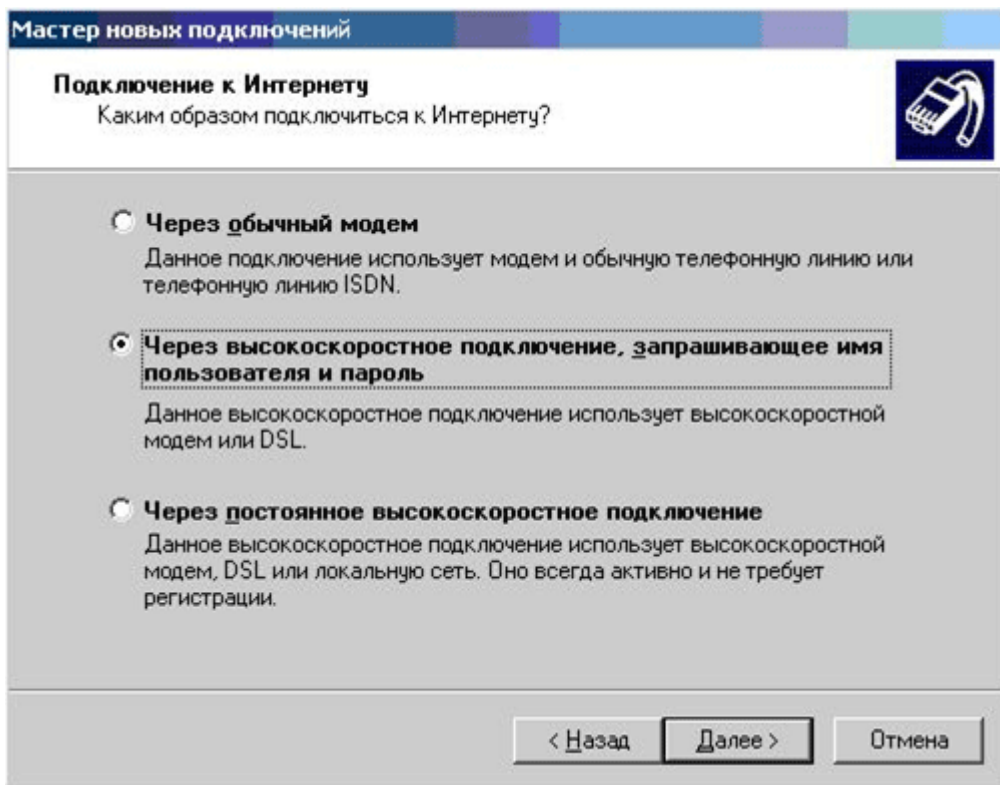 Мастер новых подключений
Подключение к Интернету
Каким образом подключиться к Интернету?
Через обычный модем
Данное подключение использует модем и обычную телефонную линию или
телефонную линию ISDN.
Через высокоскоростное подключение, запрашивающее имя
пользователя и пароль
Данное высокоскоростное подключение использует высокоскоростной
модем или DSL.
Через постоянное высокоскоростное подключение
Данное высокоскоростное подключение использует высокоскоростной
модем, DSL или локальную сеть. Оно всегда активно и не требует
регистрации.
< Назад Далее > Отмена